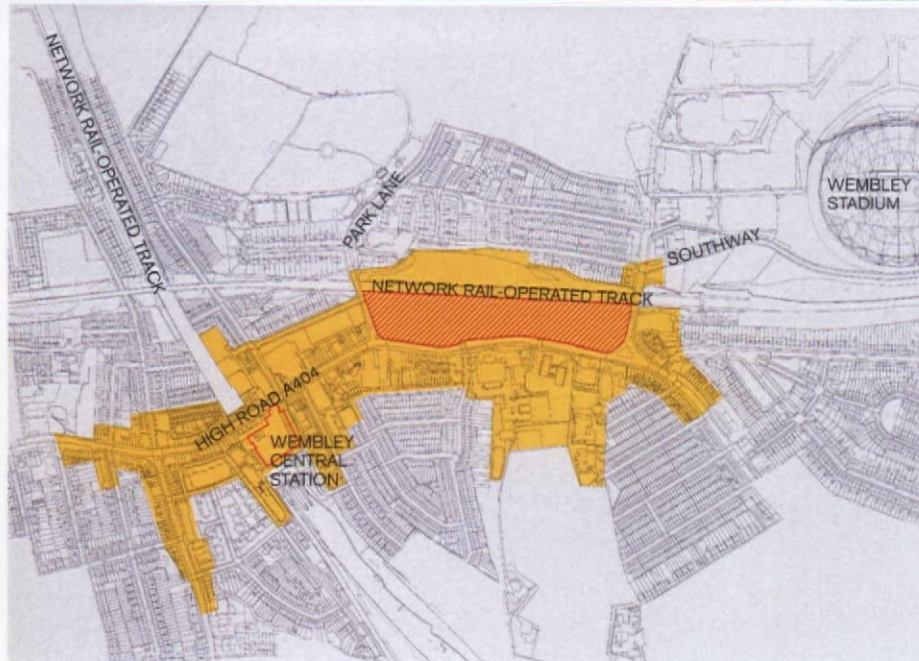 NETWORK RAIL-OPERATED TRACK
PARK LANE
WEMBLEY
STADIUM
SOUTHWAY
NETWORK RAIL-OPERATED TRACK
HIGH ROAD A404
WEMBLEY
CENTRAL
STATION